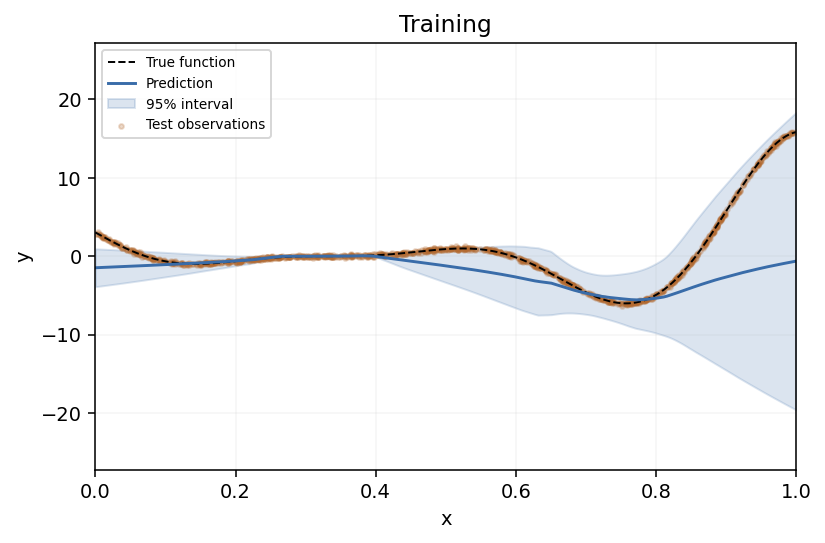 Training
True function
Prediction
95% interval
Test observations
y
20
10
0
−10
−20
0.0 0.2 0.4 0.6 0.8 1.0
x